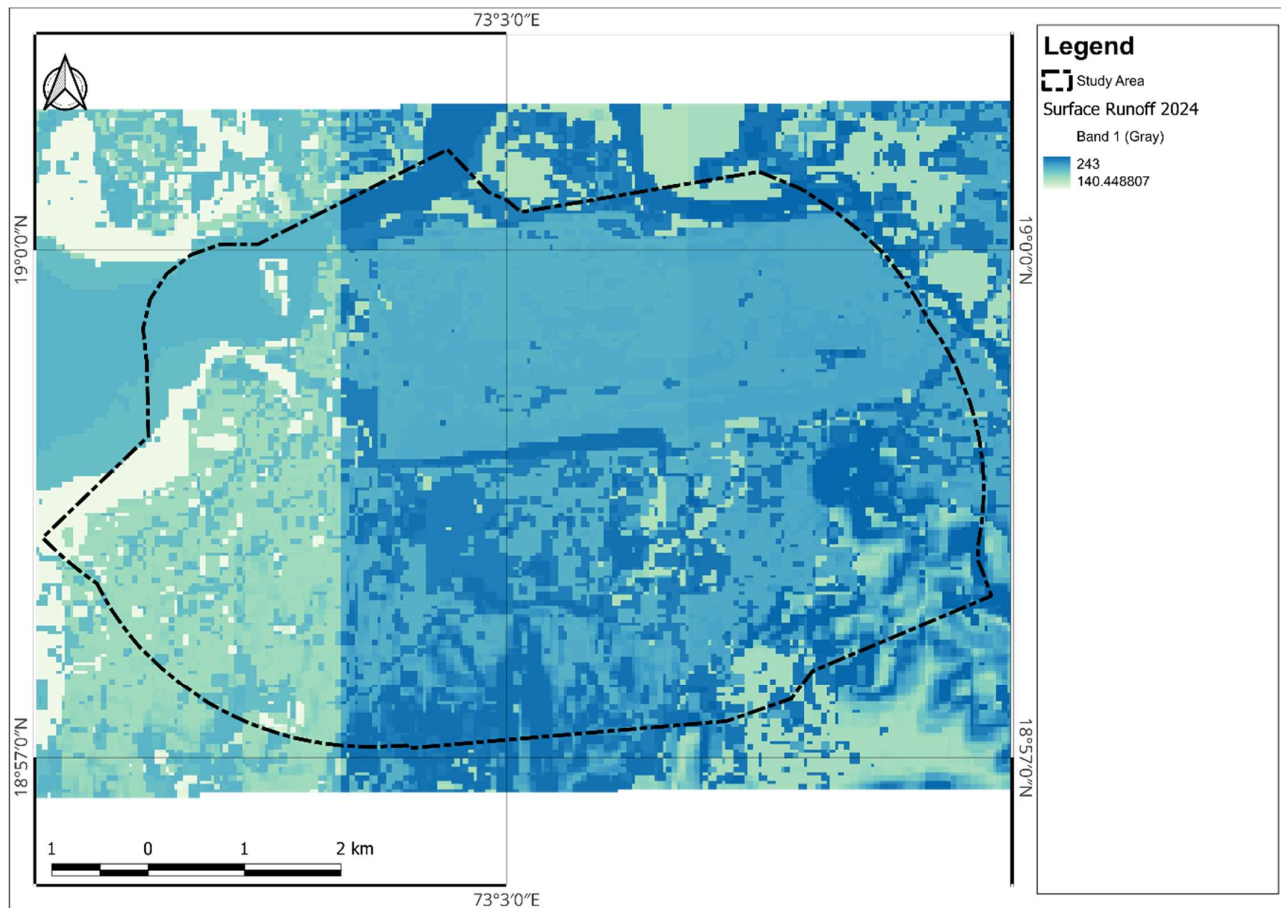 73°3'0"E
Legend
Study Area
Surface Runoff 2024
Band 1 (Gray)
243
140.448807
19°0'0"N
19°0'0"N
18°57'0"N
18°57'0"N
1 0 1 2 km
73°3'0"E